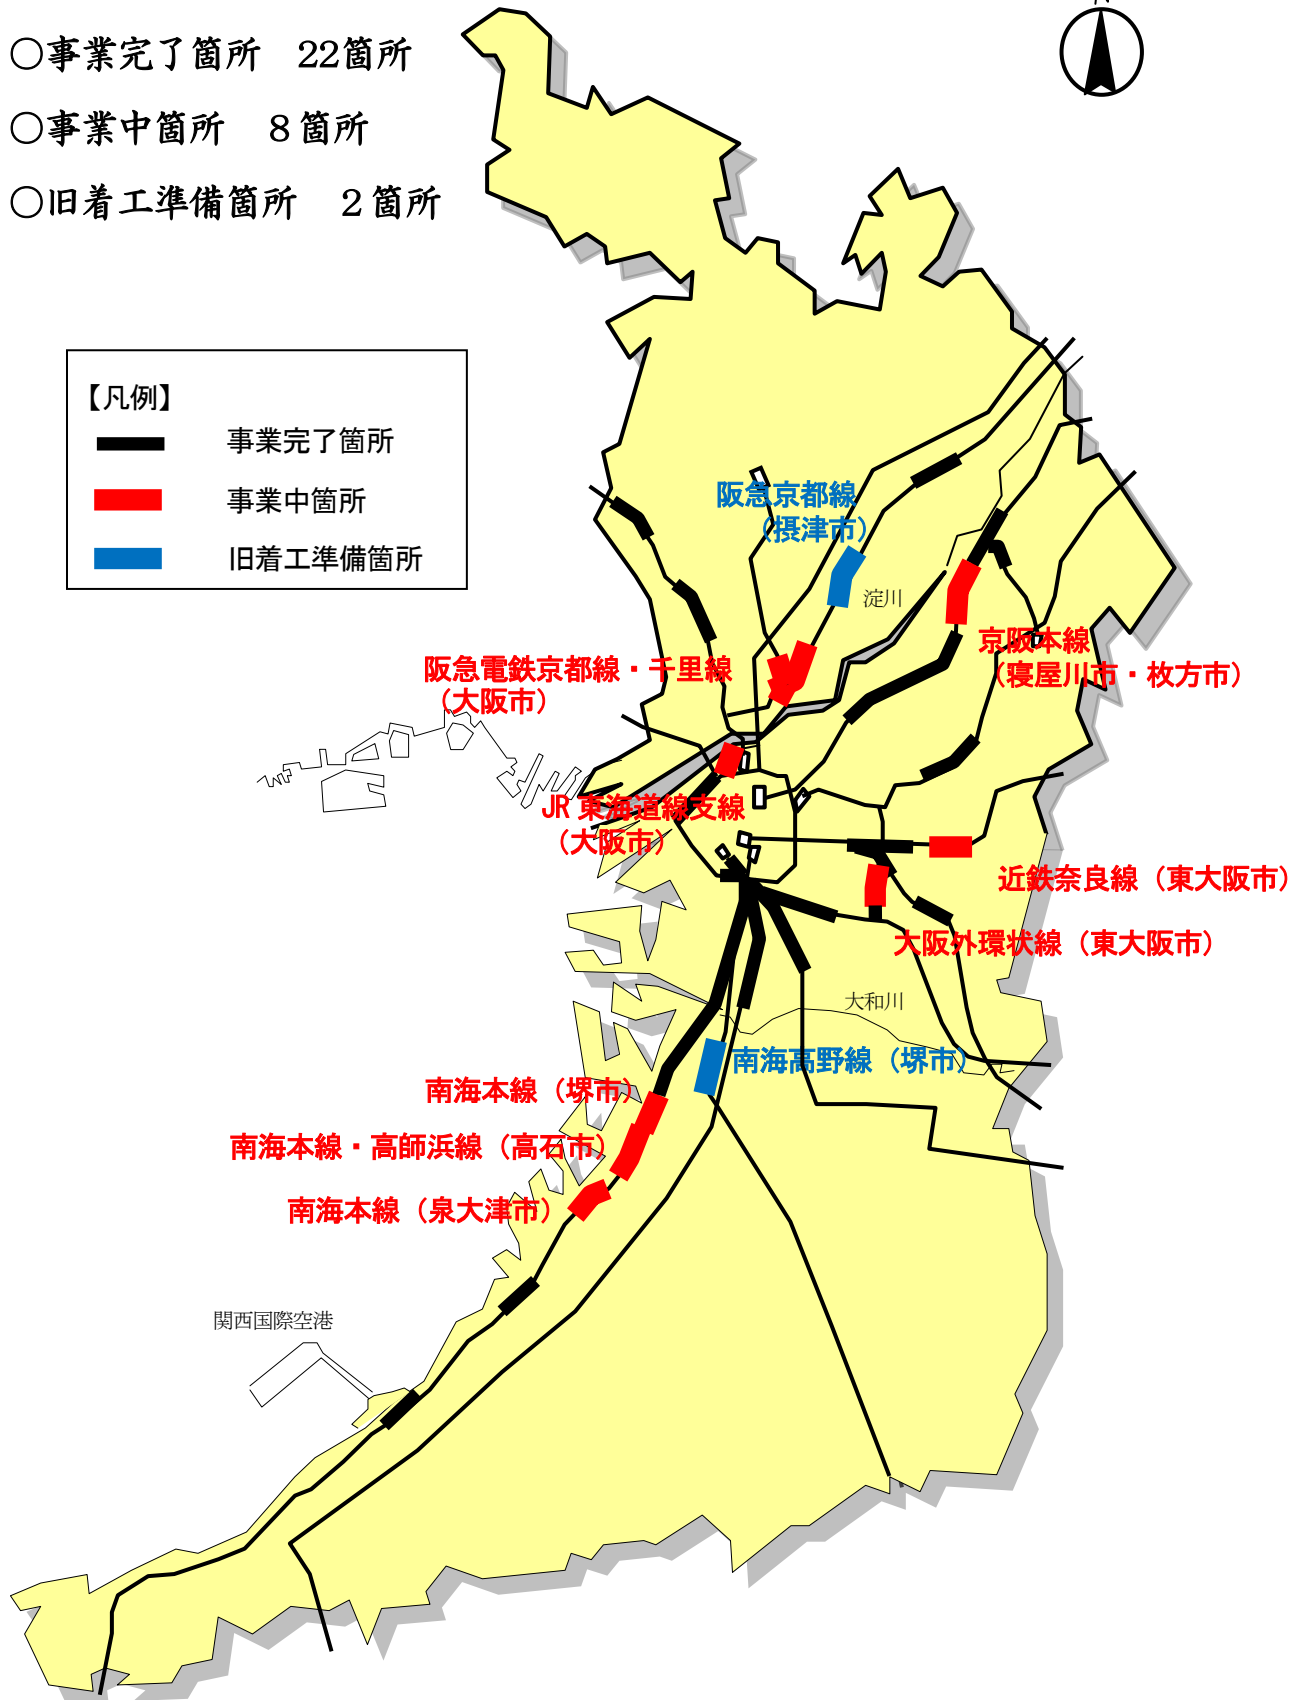 N
○事業完了箇所　22箇所
○事業中箇所　８箇所
○旧着工準備箇所　２箇所
【凡例】
事業完了箇所
事業中箇所
旧着工準備箇所
阪急京都線
（摂津市）
淀川
京阪本線
（寝屋川市・枚方市）
阪急電鉄京都線・千里線
（大阪市）
JR東海道線支線
（大阪市）
近鉄奈良線（東大阪市）
大阪外環状線（東大阪市）
大和川
南海高野線（堺市）
南海本線（堺市）
南海本線・高師浜線（高石市）
南海本線（泉大津市）
関西国際空港